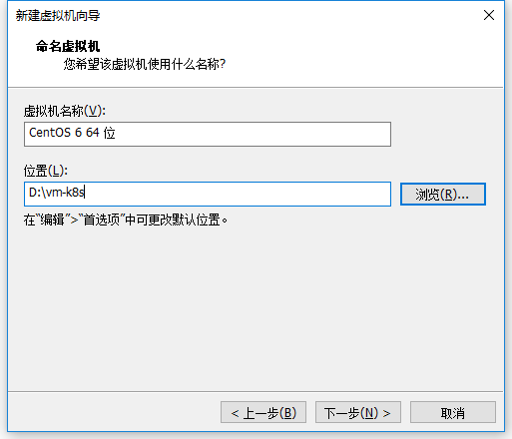 新建虚拟机向导
命名虚拟机
您希望该虚拟机使用什么名称?
虚拟机名称(V):
CentOS 6 64 位
位置(L):
D:\vm-k8s
浏览(R)...
在"编辑">"首选项"中可更改默认位置。
< 上一步(B)
下一步(N) >
取消